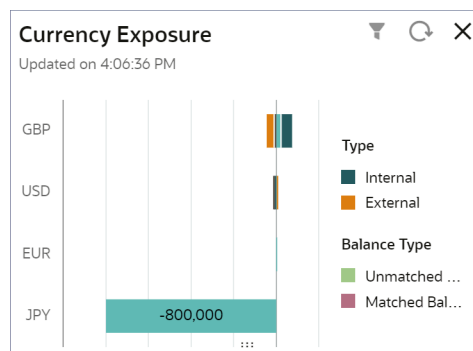 Currency Exposure
Updated on 4:06:36 PM
GBP
USD
EUR
JPY
-800,000
Type
Internal
External
Balance Type
Unmatched ...
Matched Bal...